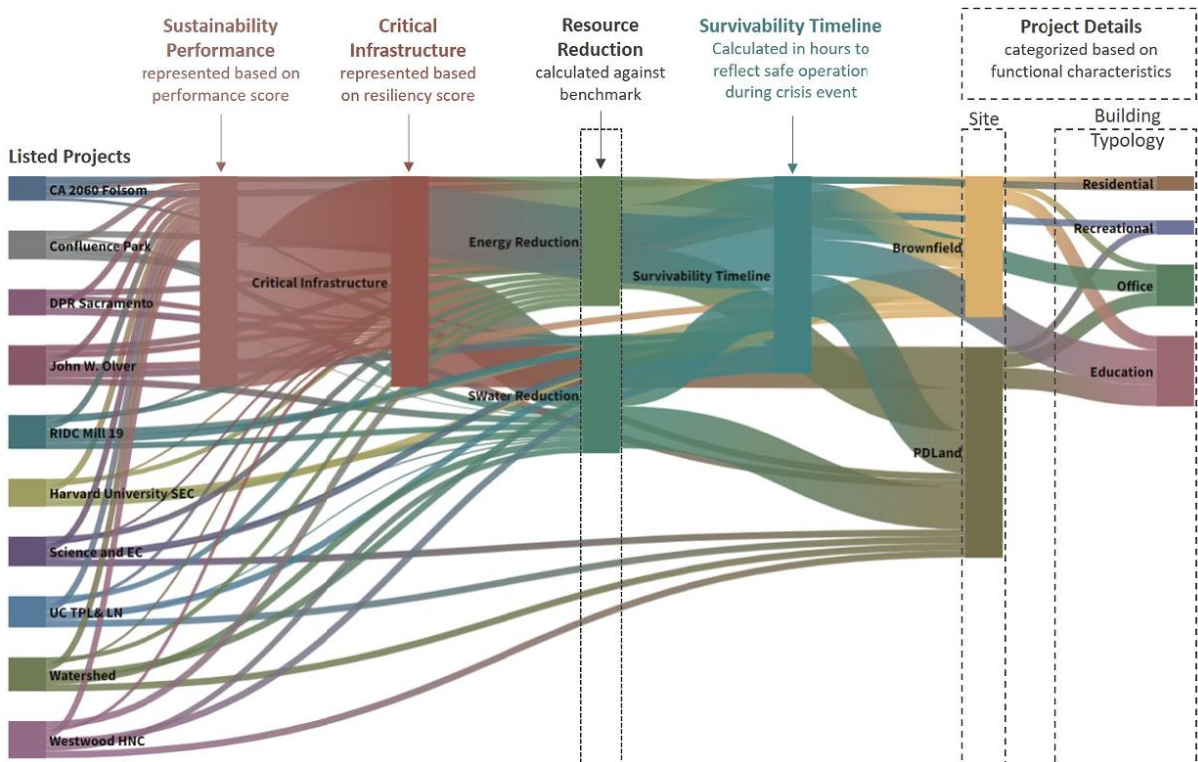 Sustainability
Performance
represented based on
performance score
Critical
Infrastructure
represented based
on resiliency score
Resource
Reduction
calculated against
benchmark
Survivability Timeline
Calculated in hours to
reflect safe operation
during crisis event
Project Details
categorized based on
functional characteristics
Site
Building
Typology
Listed Projects
CA 2060 Folsom
Confluence Park
DPR Sacramento
John W. Olver
RIDC Mill 19
Harvard University SEC
Science and EC
UC TPL& LN
Watershed
Westwood HNC
Critical Infrastructure
Energy Reduction
SWater Reduction
Survivability Timeline
Brownfield
PDLand
Residential
Recreational
Office
Education